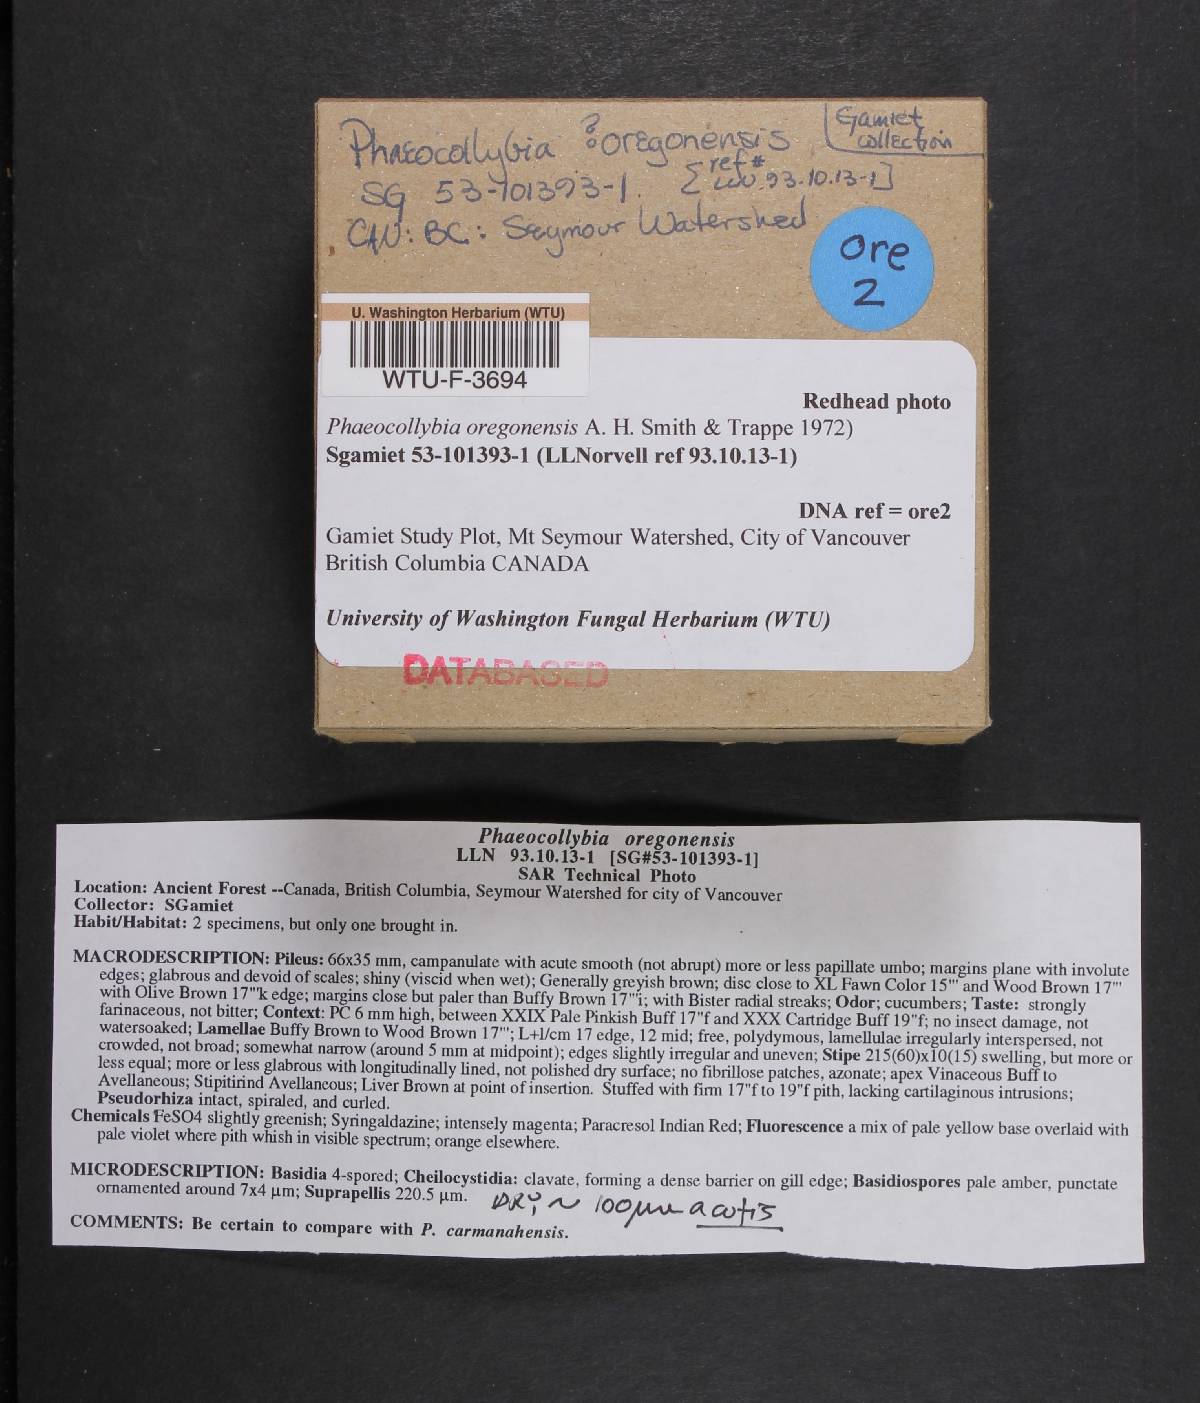 Phaeocollybia ?oregonensis
Gamiet
collection
SG 53-101393-1. [ref#
LLN 93.10.13-1]
CAN: BC: Seymour Watershed
ore
2
U. Washington Herbarium (WTU)
WTU-F-3694
Redhead photo
Phaeocollybia oregonensis A. H. Smith & Trappe 1972)
Sgamiet 53-101393-1 (LLNorvell ref 93.10.13-1)
DNA ref = ore2
Gamiet Study Plot, Mt Seymour Watershed, City of Vancouver
British Columbia CANADA
University of Washington Fungal Herbarium (WTU)
DATABASED
Phaeocollybia oregonensis
LLN 93.10.13-1 [SG#53-101393-1]
SAR Technical Photo
Location: Ancient Forest --Canada, British Columbia, Seymour Watershed for city of Vancouver
Collector: SGamiet
Habit/Habitat: 2 specimens, but only one brought in.
MACRODESCRIPTION: Pileus: 66x35 mm, campanulate with acute smooth (not abrupt) more or less papillate umbo; margins plane with involute
edges; glabrous and devoid of scales; shiny (viscid when wet); Generally greyish brown; disc close to XL Fawn Color 15''' and Wood Brown 17'''
with Olive Brown 17'''k edge; margins close but paler than Buffy Brown 17'''i; with Bister radial streaks; Odor; cucumbers; Taste: strongly
farinaceous, not bitter; Context: PC 6 mm high, between XXIX Pale Pinkish Buff 17''f and XXX Cartridge Buff 19''f; no insect damage, not
watersoaked; Lamellae Buffy Brown to Wood Brown 17'''; L+l/cm 17 edge, 12 mid; free, polydymous, lamellulae irregularly interspersed, not
crowded, not broad; somewhat narrow (around 5 mm at midpoint); edges slightly irregular and uneven; Stipe 215(60)x10(15) swelling, but more or
less equal; more or less glabrous with longitudinally lined, not polished dry surface; no fibrillose patches, azonate; apex Vinaceous Buff to
Avellaneous; Stipitirind Avellaneous; Liver Brown at point of insertion. Stuffed with firm 17''f to 19''f pith, lacking cartilaginous intrusions;
Pseudorhiza intact, spiraled, and curled.
Chemicals FeSO4 slightly greenish; Syringaldazine; intensely magenta; Paracresol Indian Red; Fluorescence a mix of pale yellow base overlaid with
pale violet where pith whish in visible spectrum; orange elsewhere.
MICRODESCRIPTION: Basidia 4-spored; Cheilocystidia: clavate, forming a dense barrier on gill edge; Basidiospores pale amber, punctate
ornamented around 7x4 µm; Suprapellis 220.5 µm. DRY ~ 100µm a cutis
COMMENTS: Be certain to compare with P. carmanahensis.